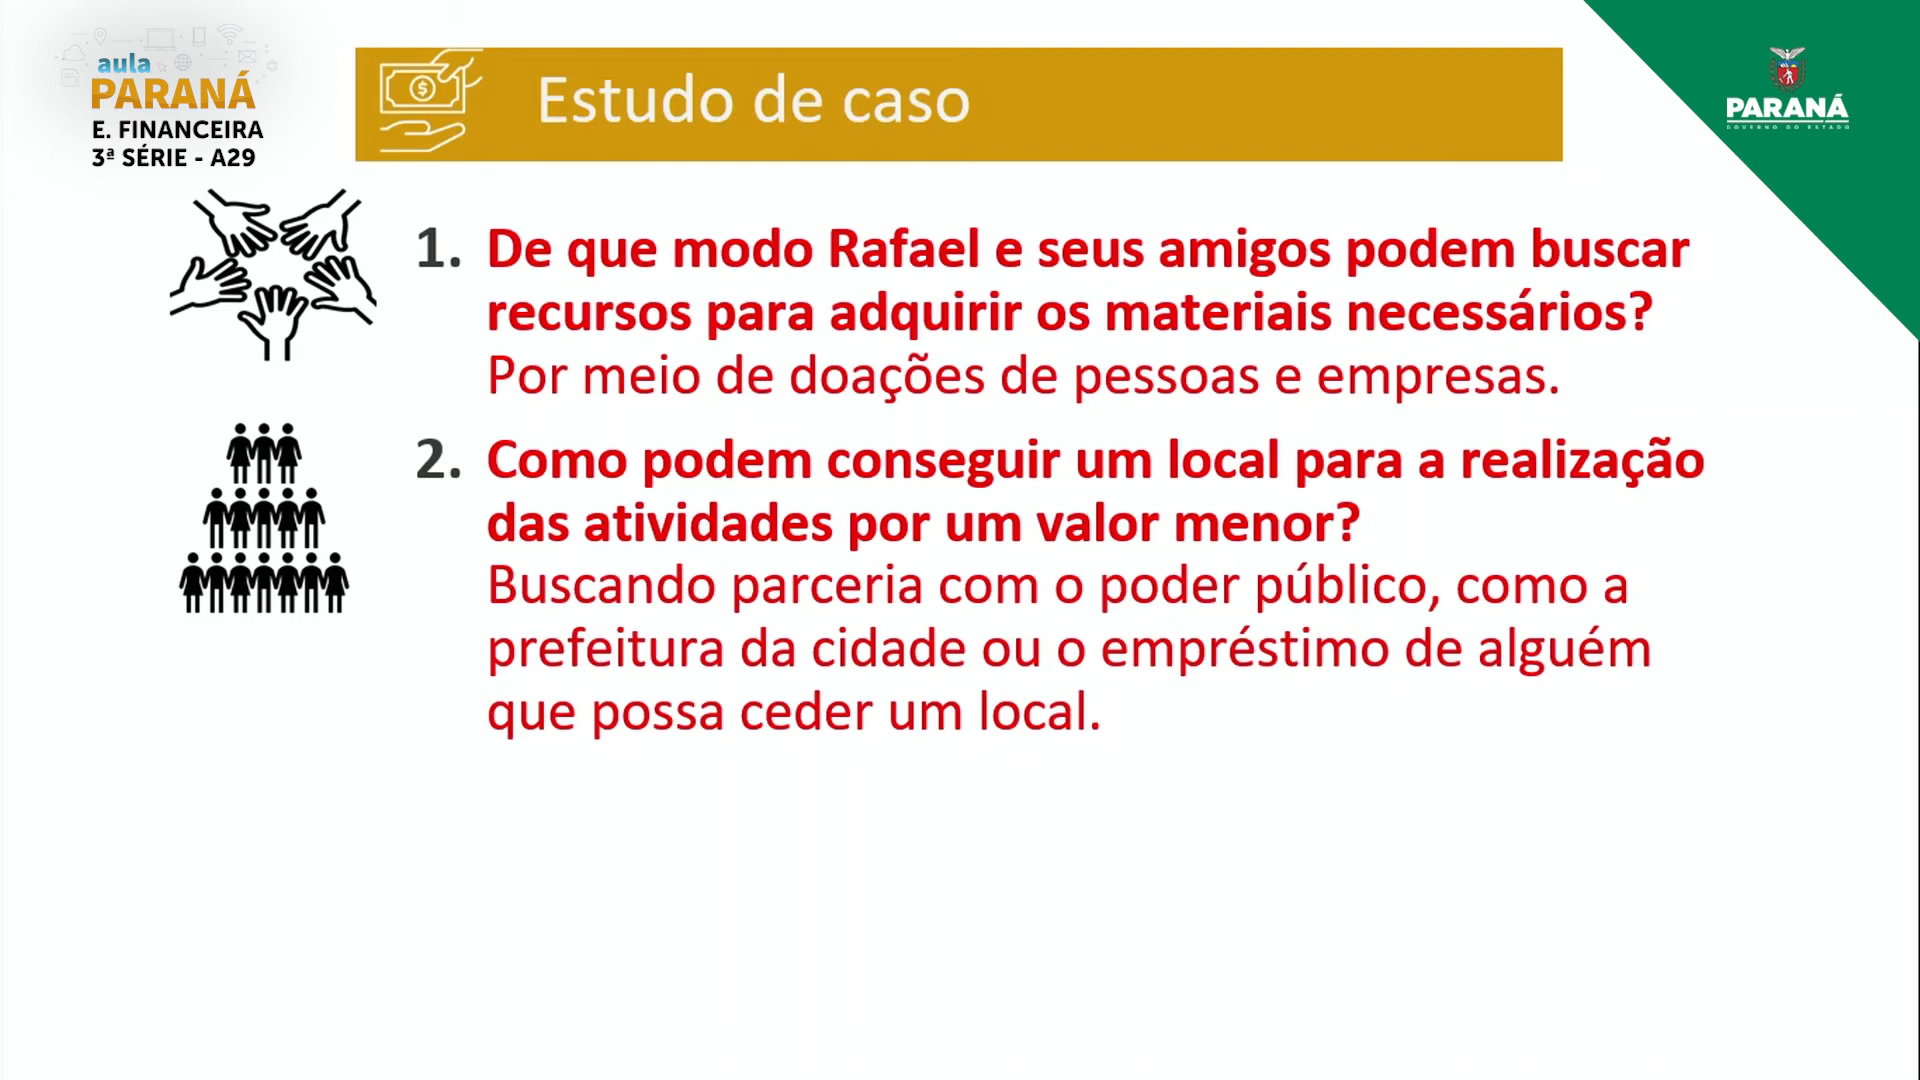 aula
PARANÁ
E. FINANCEIRA
3ª SÉRIE - A29
Estudo de caso
PARANÁ
GOVERNO DO ESTADO
1. De que modo Rafael e seus amigos podem buscar
recursos para adquirir os materiais necessários?
Por meio de doações de pessoas e empresas.
2. Como podem conseguir um local para a realização
das atividades por um valor menor?
Buscando parceria com o poder público, como a
prefeitura da cidade ou o empréstimo de alguém
que possa ceder um local.